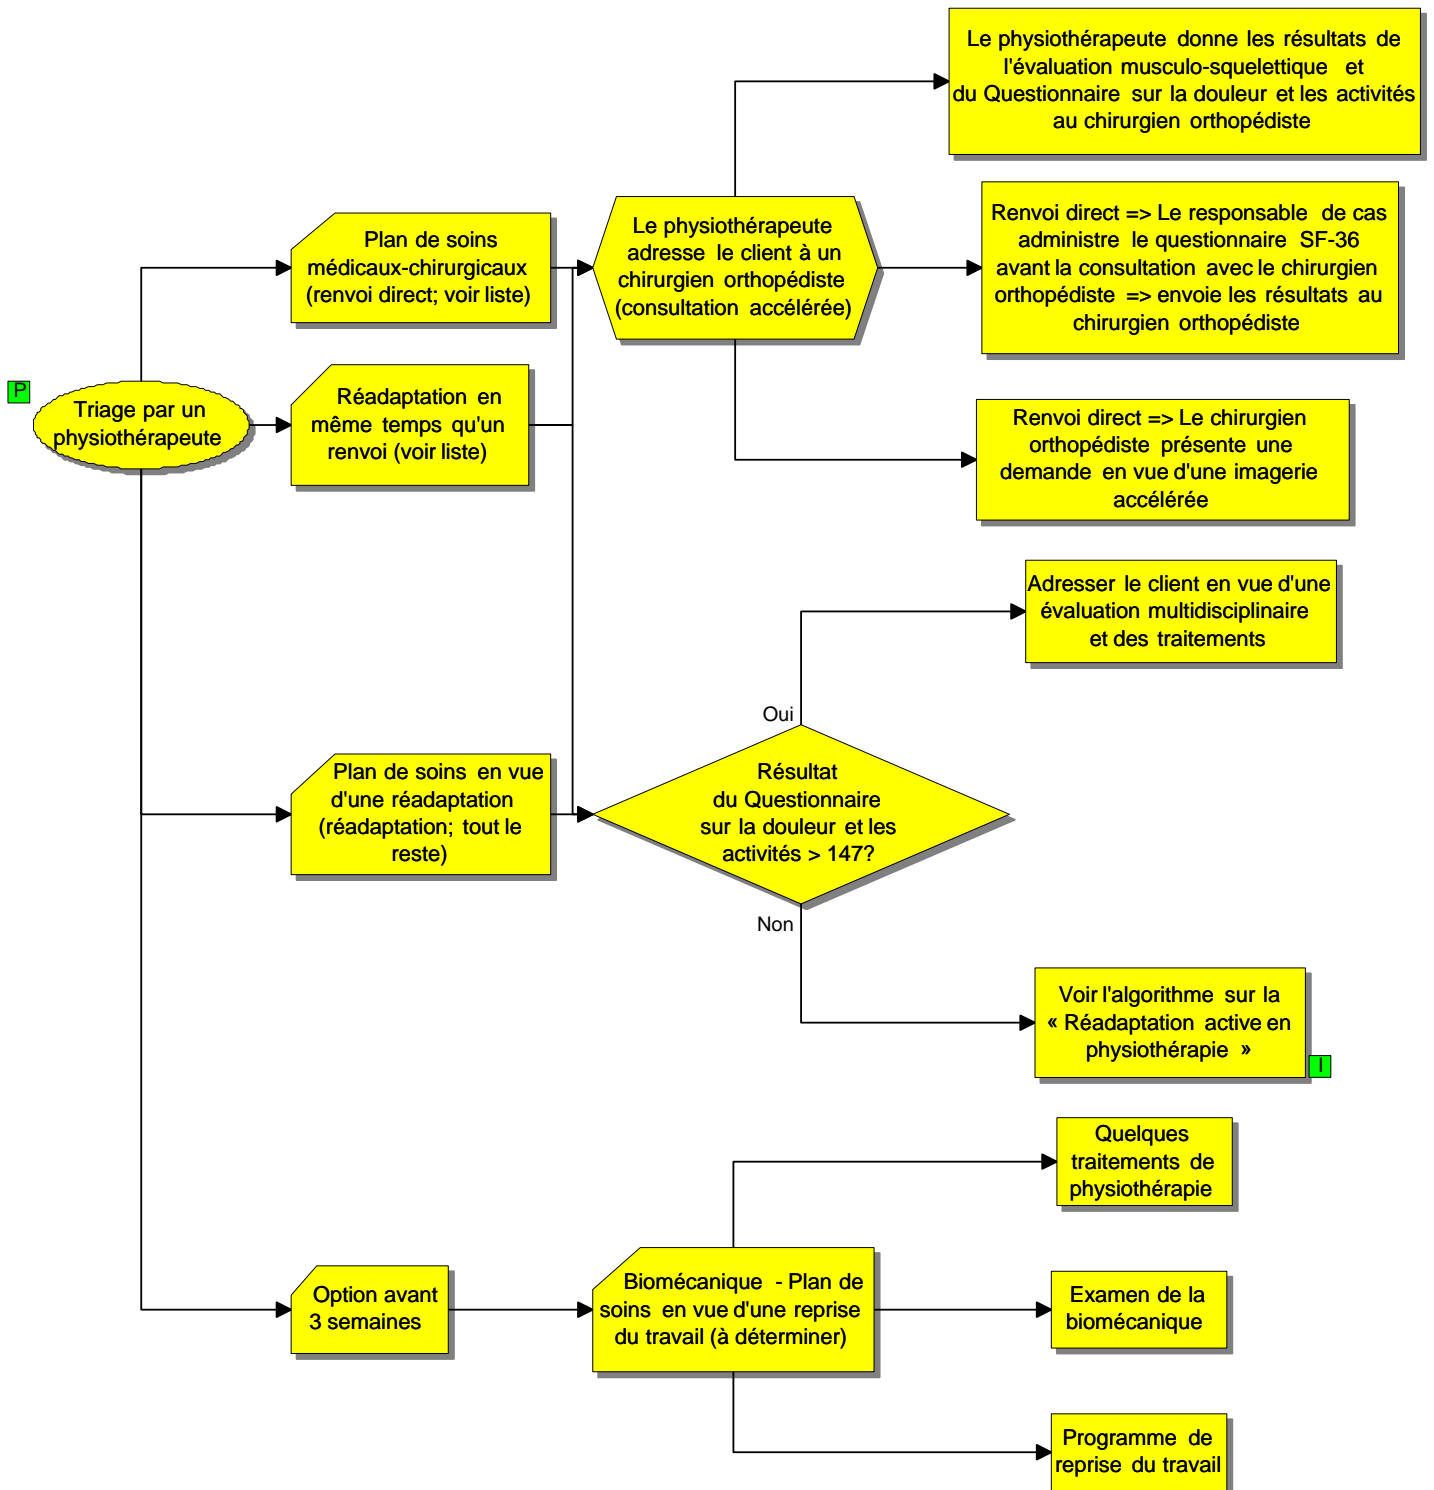 Le physiothérapeute donne les résultats de
l'évaluation musculo-squelettique et
du Questionnaire sur la douleur et les activités
au chirurgien orthopédiste
Plan de soins
médicaux-chirurgicaux
(renvoi direct; voir liste)
Le physiothérapeute
adresse le client à un
chirurgien orthopédiste
(consultation accélérée)
Renvoi direct => Le responsable de cas
administre le questionnaire SF-36
avant la consultation avec le chirurgien
orthopédiste => envoie les résultats au
chirurgien orthopédiste
P
Triage par un
physiothérapeute
Réadaptation en
même temps qu'un
renvoi (voir liste)
Renvoi direct => Le chirurgien
orthopédiste présente une
demande en vue d'une imagerie
accélérée
Adresser le client en vue d'une
évaluation multidisciplinaire
et des traitements
Oui
Plan de soins en vue
d'une réadaptation
(réadaptation; tout le
reste)
Résultat
du Questionnaire
sur la douleur et les
activités > 147?
Non
Voir l'algorithme sur la
« Réadaptation active en
physiothérapie »
I
Quelques
traitements de
physiothérapie
Option avant
3 semaines
Biomécanique - Plan de
soins en vue d'une reprise
du travail (à déterminer)
Examen de la
biomécanique
Programme de
reprise du travail